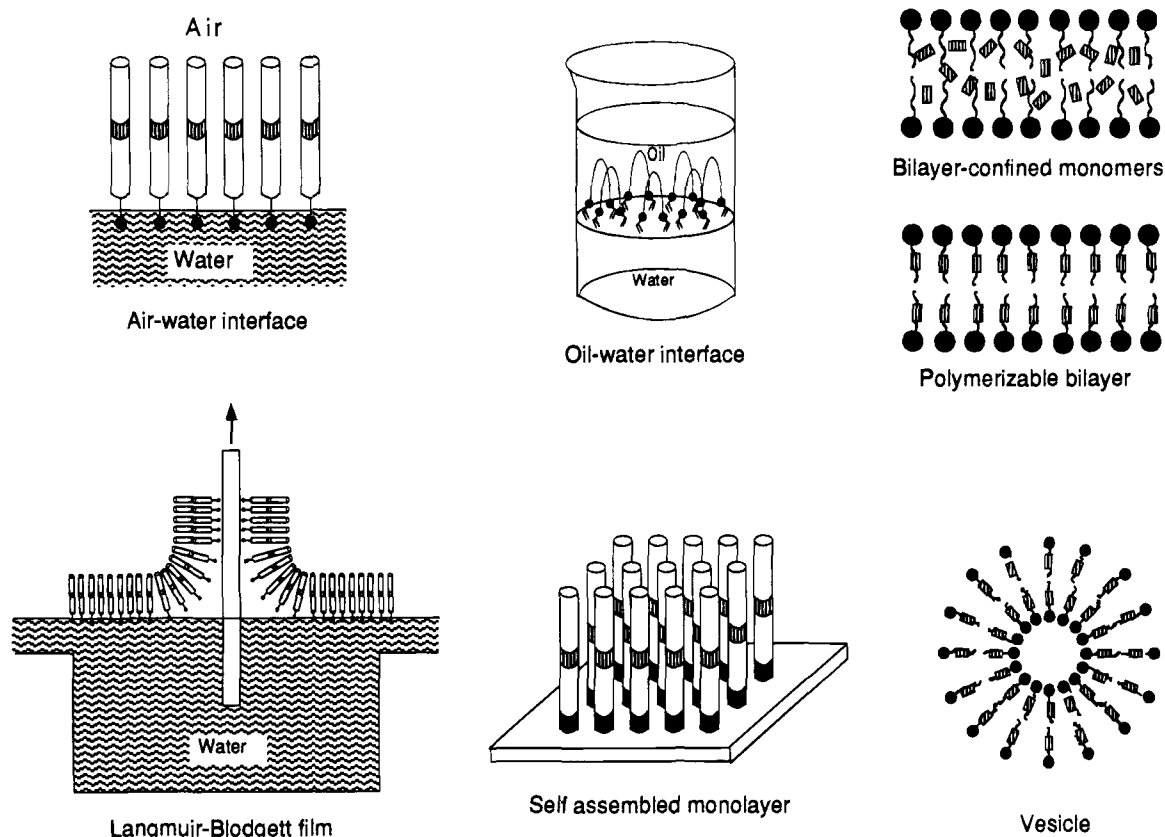 Air
Water
Air-water interface
Oil
Water
Oil-water interface
Bilayer-confined monomers
Polymerizable bilayer
Water
Langmuir-Blodgett film
Self assembled monolayer
Vesicle